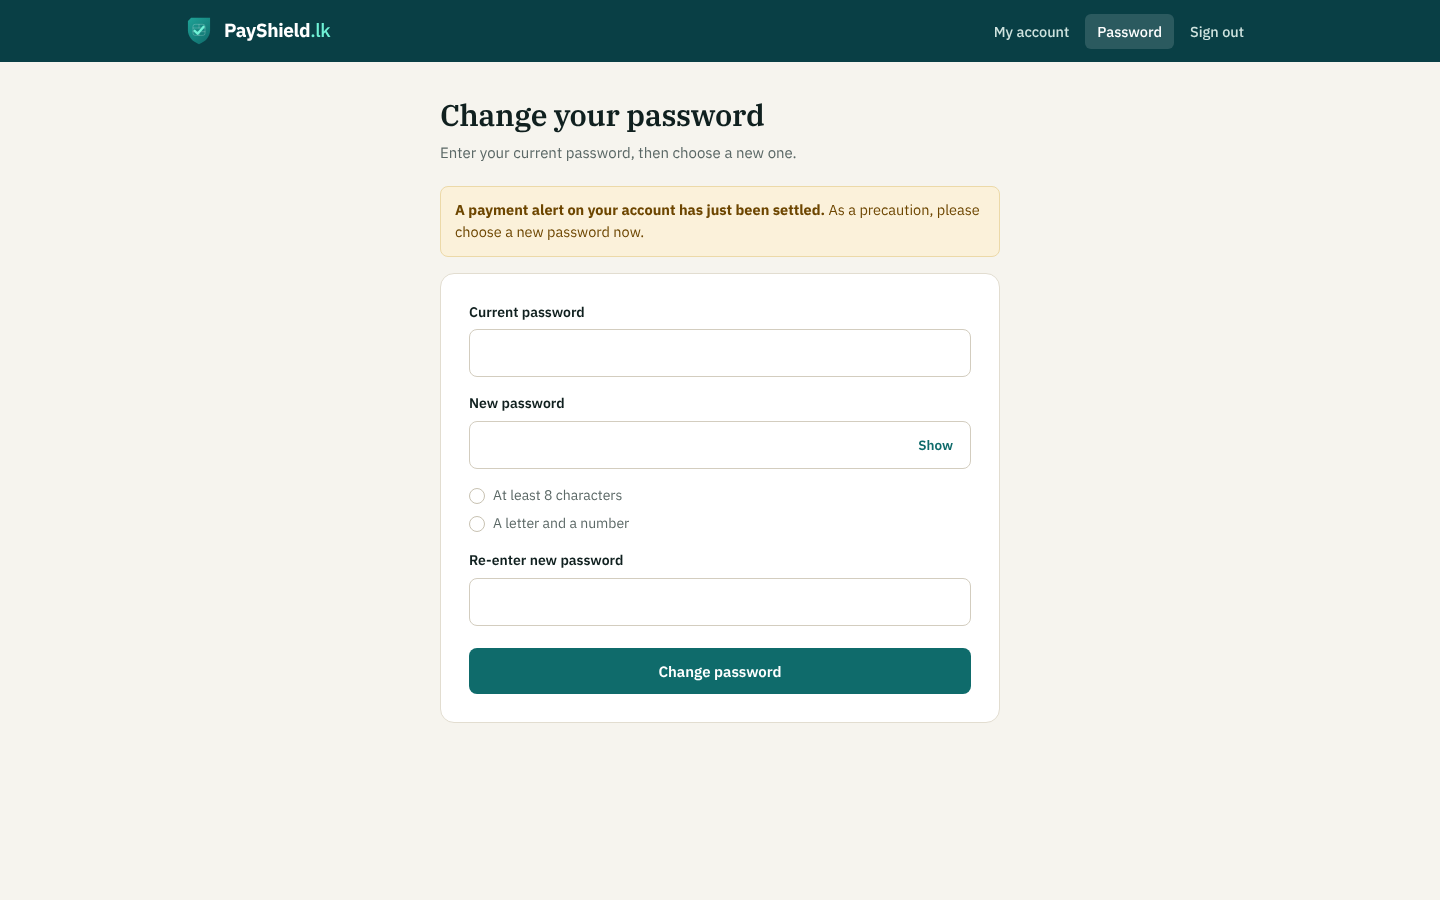 PayShield.lk
My account
Password
Sign out
Change your password
Enter your current password, then choose a new one.
A payment alert on your account has just been settled. As a precaution, please
choose a new password now.
Current password
New password
Show
At least 8 characters
A letter and a number
Re-enter new password
Change password